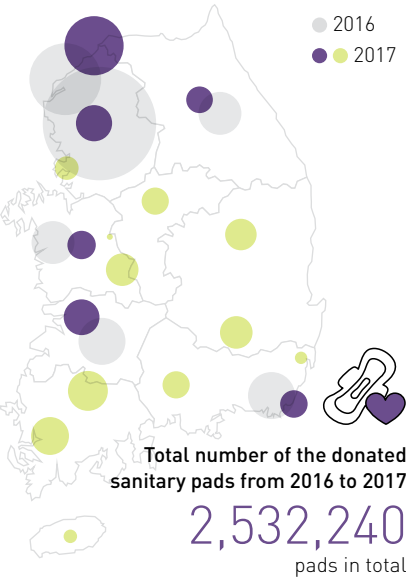 2016
2017
Total number of the donated
sanitary pads from 2016 to 2017
2,532,240
pads in total